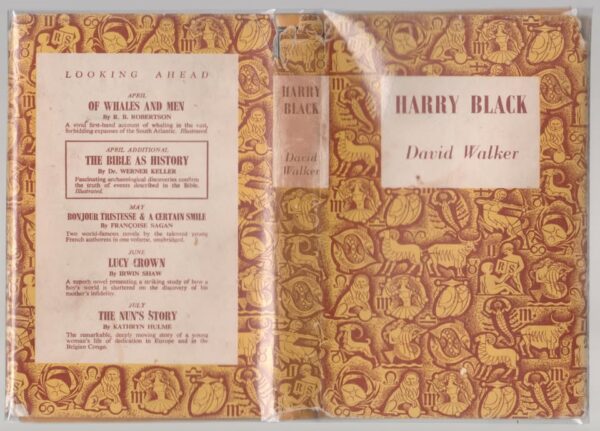 LOOKING AHEAD
APRIL
OF WHALES AND MEN
By R. B. ROBERTSON
A vivid first-hand account of whaling in the vast,
forbidding expanses of the South Atlantic. Illustrated
APRIL ADDITIONAL
THE BIBLE AS HISTORY
By Dr. WERNER KELLER
Fascinating archaeological discoveries confirm
the truth of events described in the Bible.
Illustrated.
MAY
BONJOUR TRISTESSE & A CERTAIN SMILE
By FRANÇOISE SAGAN
Two world-famous novels by the talented young
French authoress in one volume, unabridged.
JUNE
LUCY CROWN
By IRWIN SHAW
A superb novel presenting a striking study of how a
boy's world is shattered on the discovery of his
mother's infidelity.
JULY
THE NUN'S STORY
By KATHRYN HULME
The remarkable, deeply moving story of a young
woman's life of dedication in Europe and in the
Belgian Congo.
HARRY
BLACK
David
Walker
HARRY BLACK
David Walker